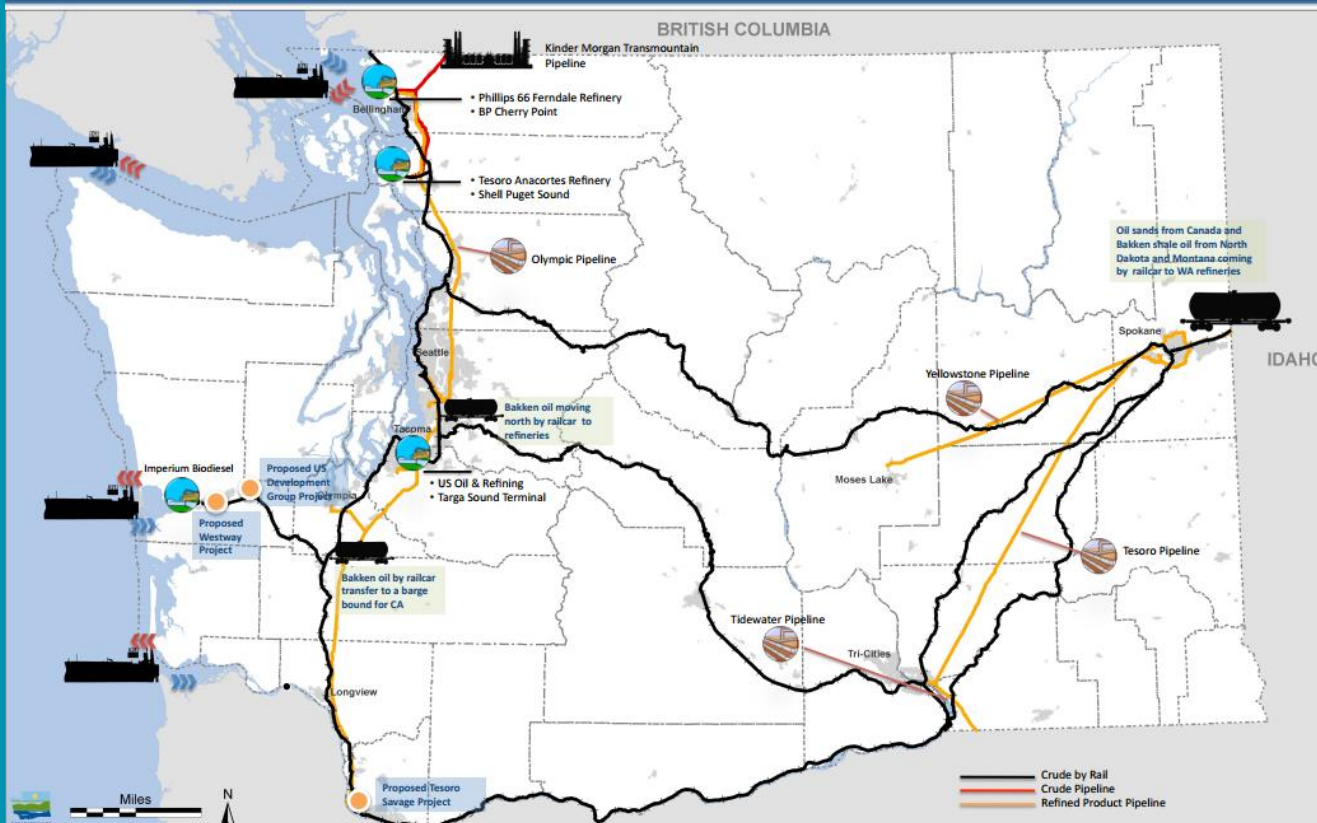 BRITISH COLUMBIA
Kinder Morgan Transmountain
Pipeline
Bellingham
• Phillips 66 Ferndale Refinery
• BP Cherry Point
• Tesoro Anacortes Refinery
• Shell Puget Sound
Olympic Pipeline
Oil sands from Canada and
Bakken shale oil from North
Dakota and Montana coming
by railcar to WA refineries
Spokane
IDAHO
Seattle
Yellowstone Pipeline
Bakken oil moving
north by railcar to
refineries
Tacoma
• US Oil & Refining
• Targa Sound Terminal
Moses Lake
Imperium Biodiesel
Proposed US
Development
Group Project
Olympia
Proposed
Westway
Project
Tesoro Pipeline
Bakken oil by railcar
transfer to a barge
bound for CA
Tidewater Pipeline
Tri-Cities
Longview
Proposed Tesoro
Savage Project
Miles
N
Crude by Rail
Crude Pipeline
Refined Product Pipeline